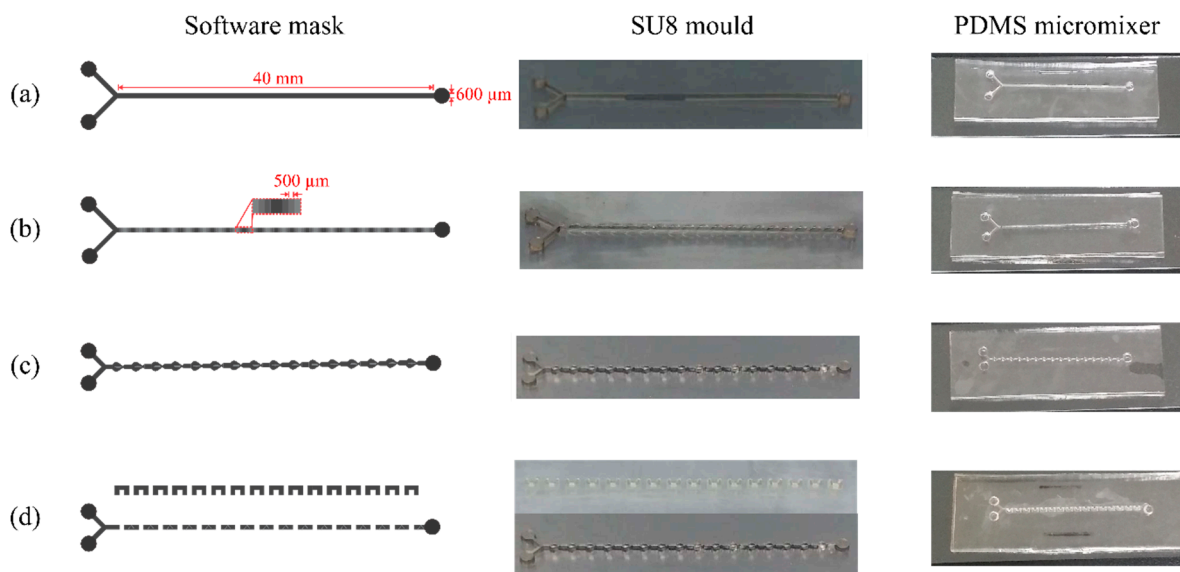 Software mask
SU8 mould
PDMS micromixer
(a)
40 mm
600 μm
(b)
500 μm
(c)
(d)